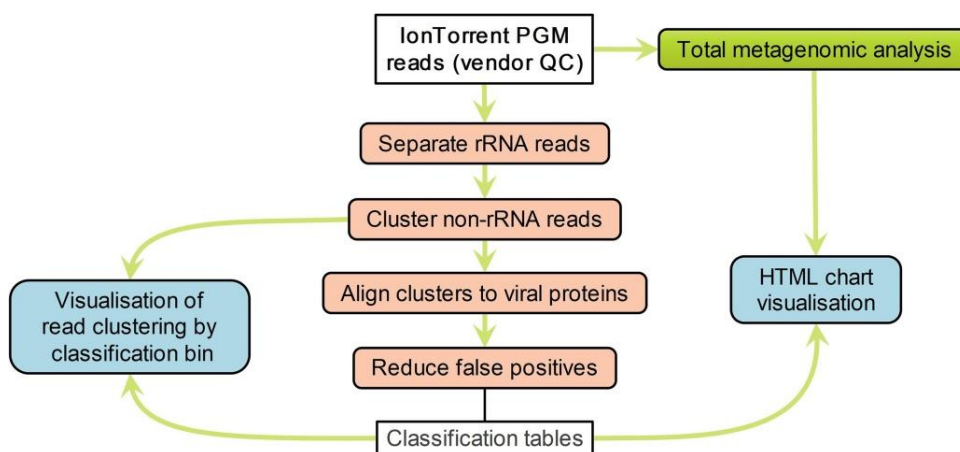 IonTorrent PGM
reads (vendor QC)
Total metagenomic analysis
Separate rRNA reads
Cluster non-rRNA reads
Align clusters to viral proteins
Visualisation of
read clustering by
classification bin
HTML chart
visualisation
Reduce false positives
Classification tables